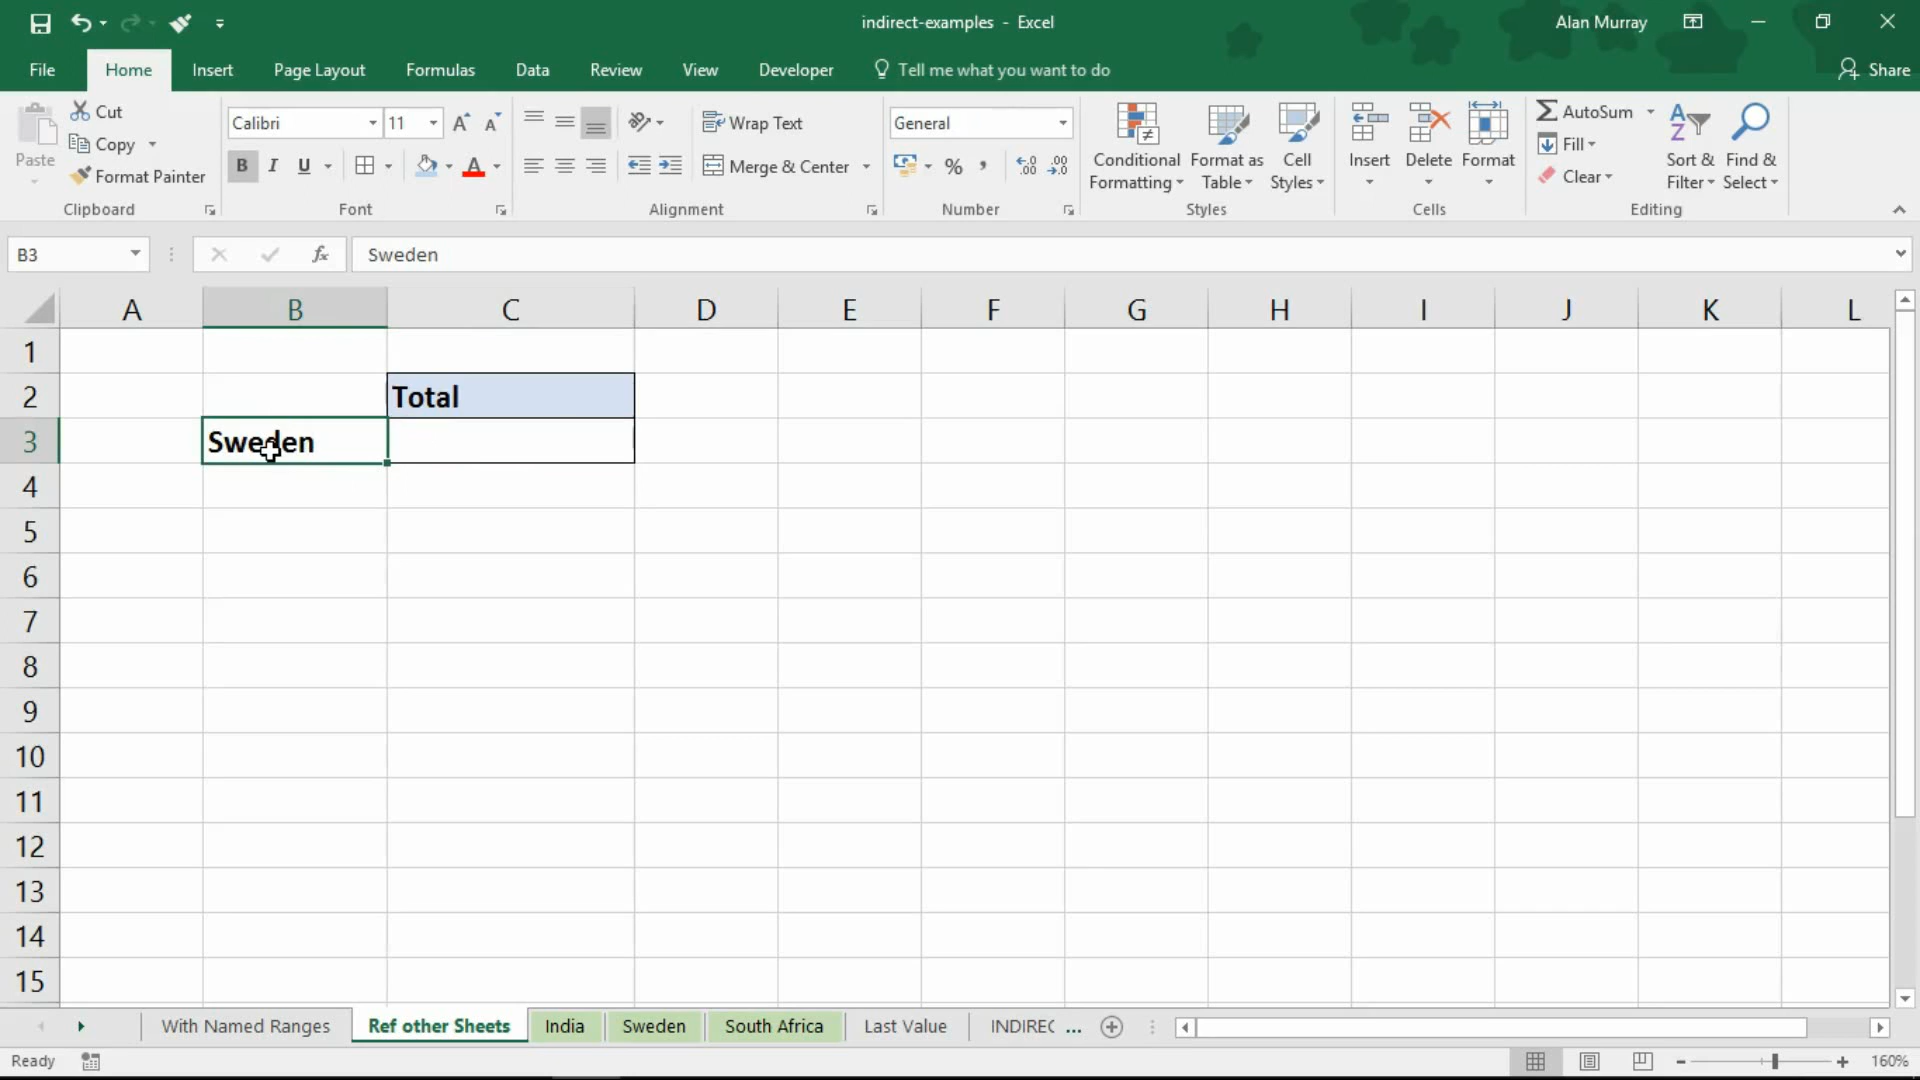 indirect-examples - Excel
Alan Murray
File Home Insert Page Layout Formulas Data Review View Developer Tell me what you want to do Share
Paste
Cut
Copy
Format Painter
Clipboard
Calibri 11
B I U A
Font
Wrap Text
Merge & Center
Alignment
General
%
Number
Conditional Formatting
Format as Table
Cell Styles
Styles
Insert Delete Format
Cells
AutoSum
Fill
Clear
Sort & Filter
Find & Select
Editing
B3 fx Sweden
A B C D E F G H I J K L
1
2 Total
3 Sweden
4
5
6
7
8
9
10
11
12
13
14
15
With Named Ranges Ref other Sheets India Sweden South Africa Last Value INDIREC ...
Ready 160%